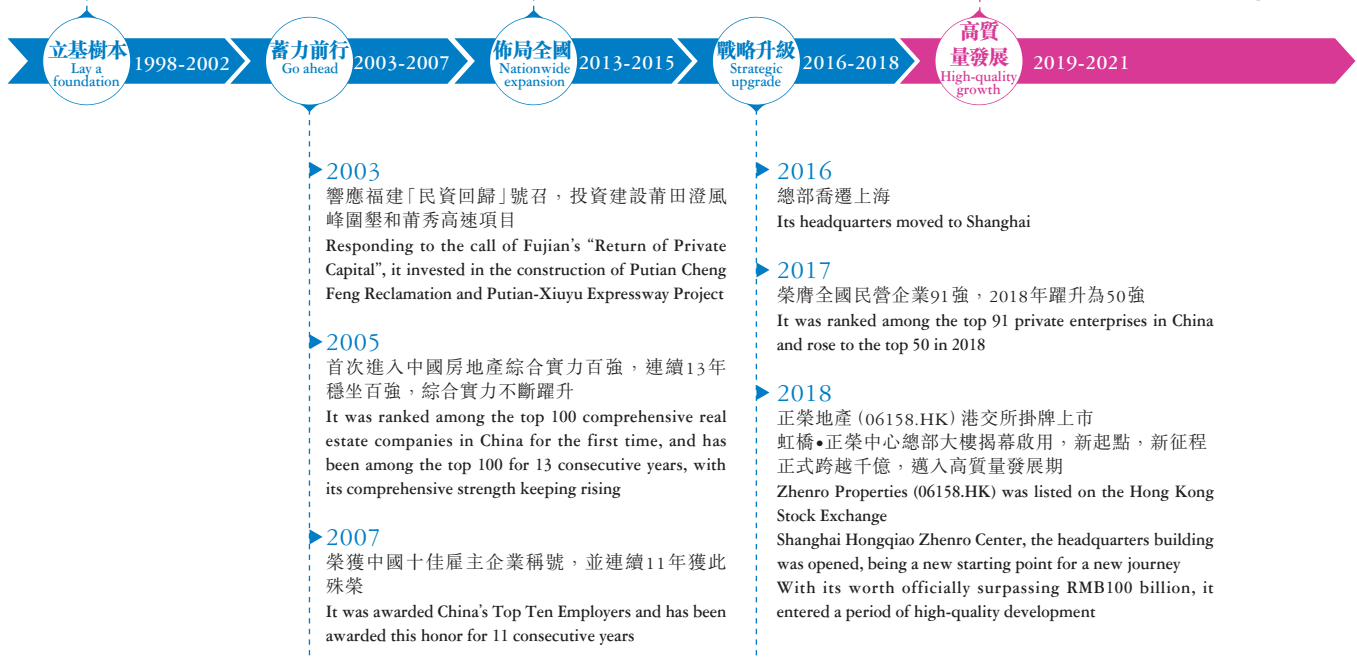 立基樹本
Lay a
foundation
1998-2002
蓄力前行
Go ahead
2003-2007
佈局全國
Nationwide
expansion
2013-2015
戰略升級
Strategic
upgrade
2016-2018
高質
量發展
High-quality
growth
2019-2021
2003
響應福建「民資回歸」號召，投資建設莆田澄風
峰圍墾和莆秀高速項目
Responding to the call of Fujian's “Return of Private
Capital”, it invested in the construction of Putian Cheng
Feng Reclamation and Putian-Xiuyu Expressway Project
2005
首次進入中國房地產綜合實力百強，連續13年
穩坐百強，綜合實力不斷躍升
It was ranked among the top 100 comprehensive real
estate companies in China for the first time, and has
been among the top 100 for 13 consecutive years, with
its comprehensive strength keeping rising
2007
榮獲中國十佳雇主企業稱號，並連續11年獲此
殊榮
It was awarded China's Top Ten Employers and has been
awarded this honor for 11 consecutive years
2016
總部喬遷上海
Its headquarters moved to Shanghai
2017
榮膺全國民營企業91強，2018年躍升為50強
It was ranked among the top 91 private enterprises in China
and rose to the top 50 in 2018
2018
正榮地產（06158.HK）港交所掛牌上市
虹橋•正榮中心總部大樓揭幕啟用，新起點，新征程
正式跨越千億，邁入高質量發展期
Zhenro Properties (06158.HK) was listed on the Hong Kong
Stock Exchange
Shanghai Hongqiao Zhenro Center, the headquarters building
was opened, being a new starting point for a new journey
With its worth officially surpassing RMB100 billion, it
entered a period of high-quality development